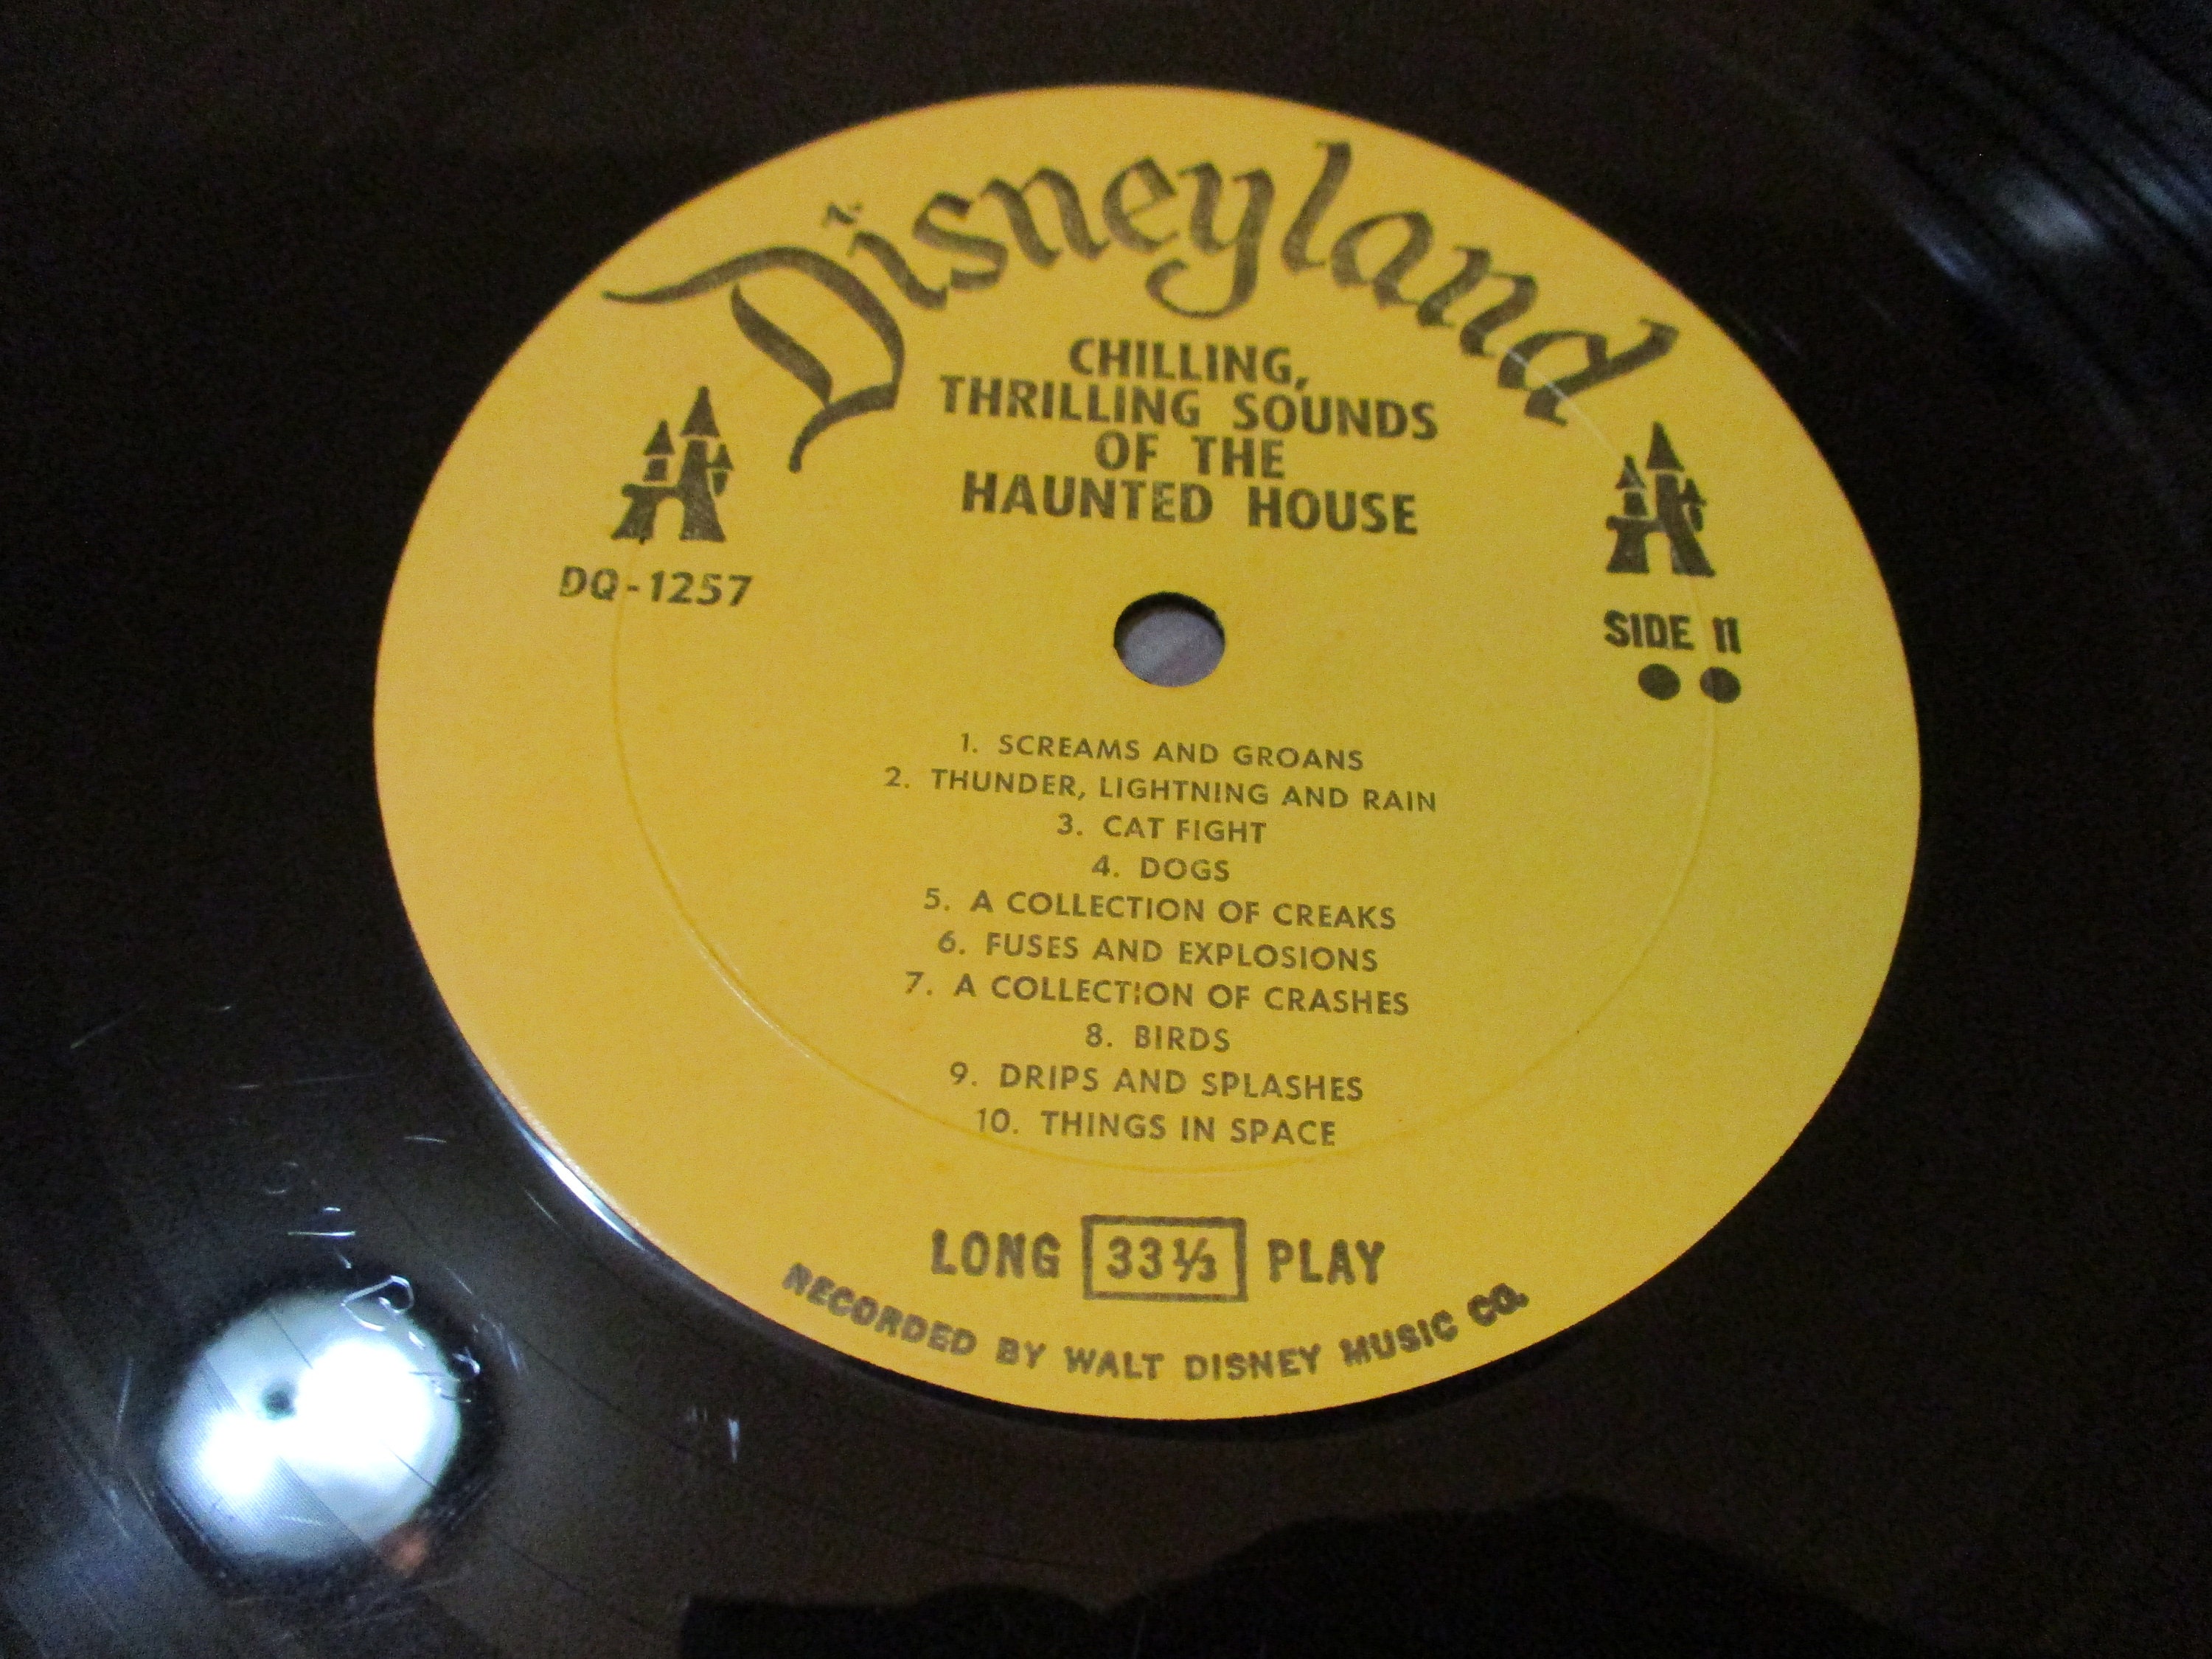 Disneyland
CHILLING,
THRILLING SOUNDS
OF THE
HAUNTED HOUSE
DQ-1257
SIDE II
1. SCREAMS AND GROANS
2. THUNDER, LIGHTNING AND RAIN
3. CAT FIGHT
4. DOGS
5. A COLLECTION OF CREAKS
6. FUSES AND EXPLOSIONS
7. A COLLECTION OF CRASHES
8. BIRDS
9. DRIPS AND SPLASHES
10. THINGS IN SPACE
LONG 33⅓ PLAY
RECORDED BY WALT DISNEY MUSIC CO.